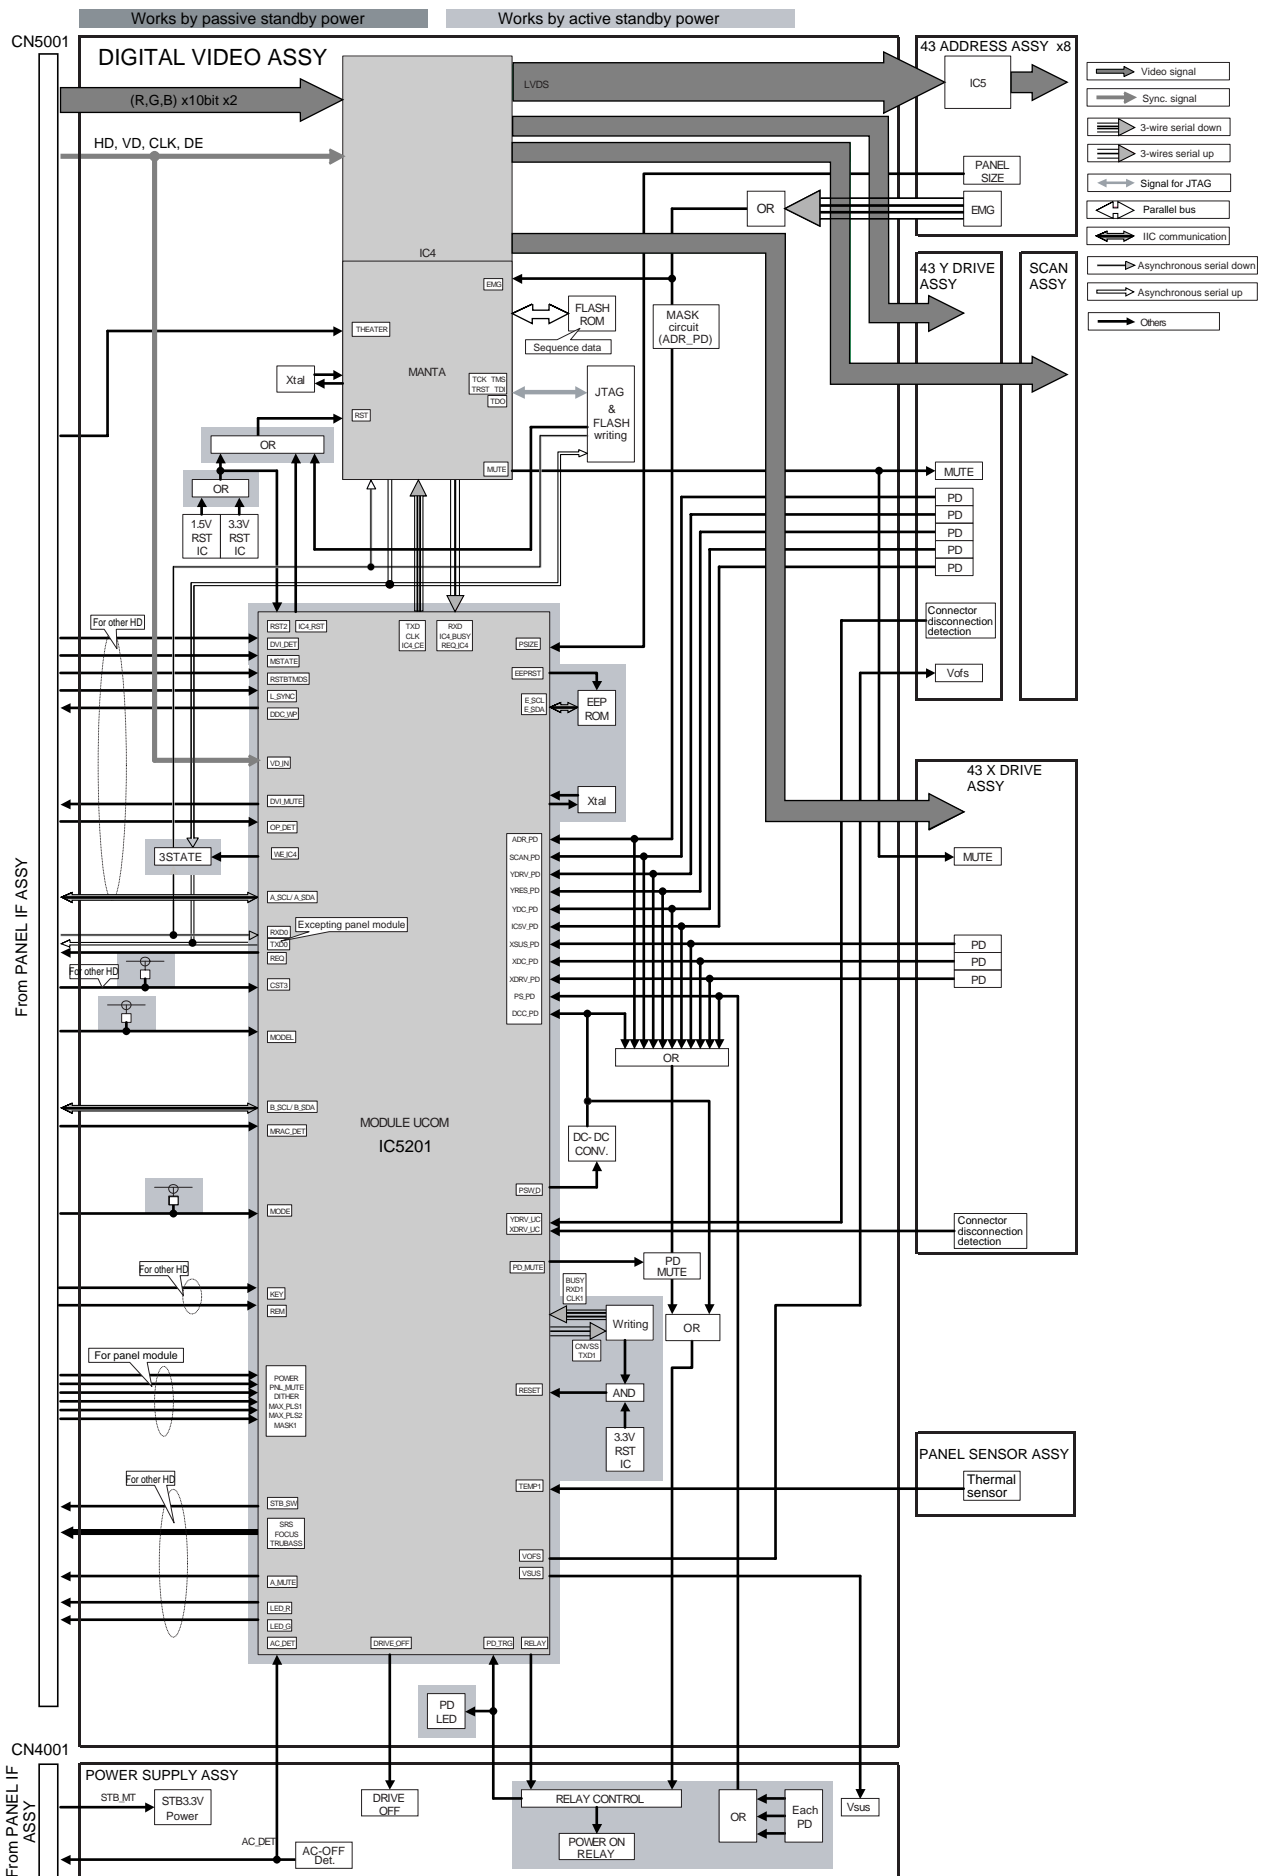 Works by passive standby power
Works by active standby power
CN5001
DIGITAL VIDEO ASSY
43 ADDRESS ASSY x8
IC5
LVDS
(R,G,B) x10bit x2
HD, VD, CLK, DE
Video signal
Sync. signal
3-wire serial down
3-wires serial up
Signal for JTAG
Parallel bus
IIC communication
Asynchronous serial down
Asynchronous serial up
Others
PANEL
SIZE
OR
EMG
IC4
EMG
43 Y DRIVE
ASSY
SCAN
ASSY
FLASH
ROM
Sequence data
MASK
circuit
(ADR_PD)
THEATER
MANTA
Xtal
TCK TMS
TRST TDI
TDO
JTAG
&
FLASH
writing
RST
OR
MUTE
MUTE
OR
1.5V
RST
IC
3.3V
RST
IC
PD
PD
PD
PD
PD
Connector
disconnection
detection
Vofs
For other HD
RST2
IC4_RST
TXD
CLK
IC4_CE
RXD
IC4_BUSY
REQ_IC4
DVI_DET
MSTATE
RSTBTMDS
L_SYNC
DDC_WP
PSIZE
EEPRST
E_SCL
E_SDA
EEP
ROM
VD_IN
DVI_MUTE
OP_DET
Xtal
43 X DRIVE
ASSY
3STATE
WE_IC4
A_SCL/ A_SDA
RXD0
TXD0
REQ
Excepting panel module
For other HD
CST3
MODEL
ADR_PD
SCAN_PD
YDRV_PD
YRES_PD
YDC_PD
IC5V_PD
XSUS_PD
XDC_PD
XDRV_PD
PS_PD
DCC_PD
MUTE
PD
PD
PD
OR
From PANEL IF ASSY
B_SCL/ B_SDA
MRAC_DET
MODULE UCOM
IC5201
DC- DC
CONV.
PSW_D
MODE
YDRV_UC
XDRV_UC
Connector
disconnection
detection
For other HD
PD_MUTE
PD
MUTE
KEY
REM
BUSY
RXD1
CLK1
Writing
OR
CNVSS
TXD1
For panel module
POWER
PNL_MUTE
DITHER
MAX_PLS1
MAX_PLS2
MASK1
RESET
AND
3.3V
RST
IC
PANEL SENSOR ASSY
Thermal
sensor
TEMP1
For other HD
STB_SW
SRS
FOCUS
TRUBASS
A_MUTE
LED_R
LED_G
VOFS
VSUS
AC_DET
DRIVE_OFF
PD_TRG
RELAY
PD
LED
CN4001
From PANEL IF
ASSY
POWER SUPPLY ASSY
STB_MT
STB3.3V
Power
AC_DET
AC-OFF
Det.
DRIVE
OFF
RELAY CONTROL
POWER ON
RELAY
OR
Each
PD
Vsus